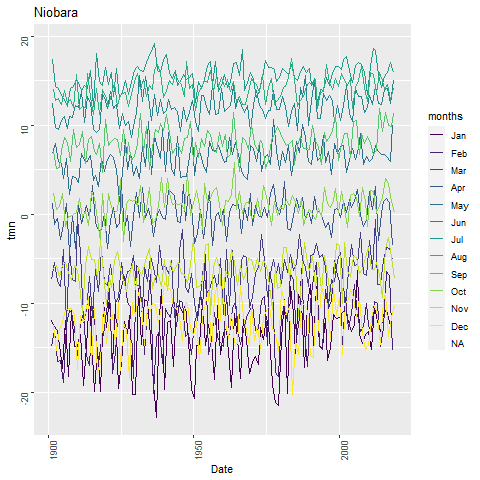 Niobara
20
10
0
-10
-20
tmn
1900
1950
2000
Date
months
Jan
Feb
Mar
Apr
May
Jun
Jul
Aug
Sep
Oct
Nov
Dec
NA